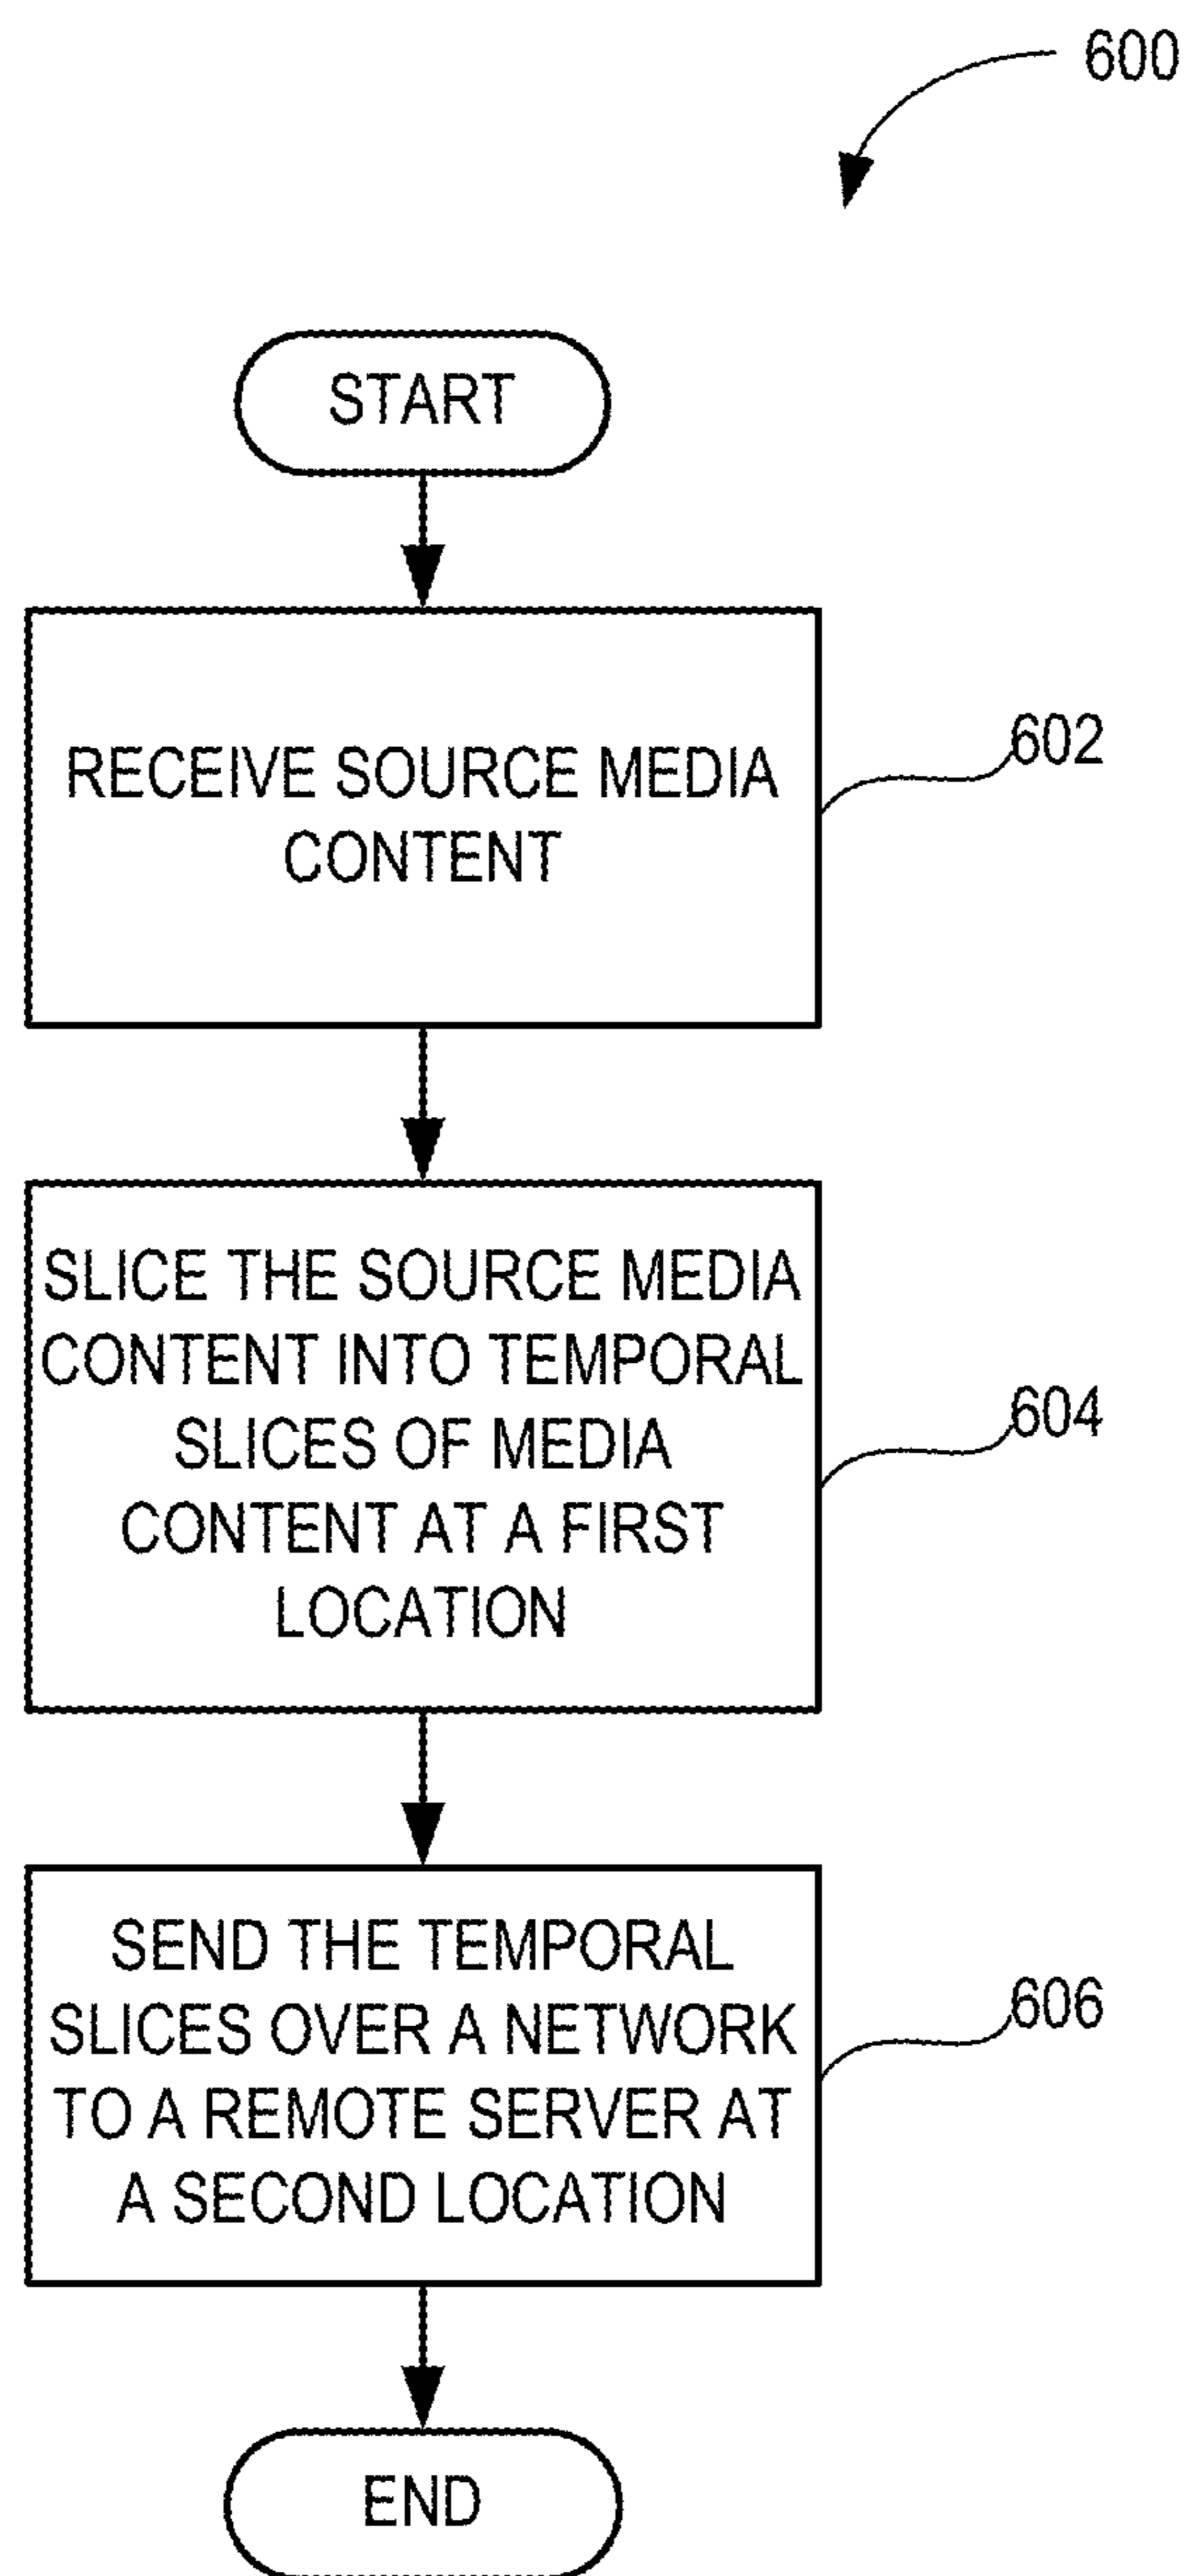 600
START
RECEIVE SOURCE MEDIA
CONTENT
602
SLICE THE SOURCE MEDIA
CONTENT INTO TEMPORAL
SLICES OF MEDIA
CONTENT AT A FIRST
LOCATION
604
SEND THE TEMPORAL
SLICES OVER A NETWORK
TO A REMOTE SERVER AT
A SECOND LOCATION
606
END